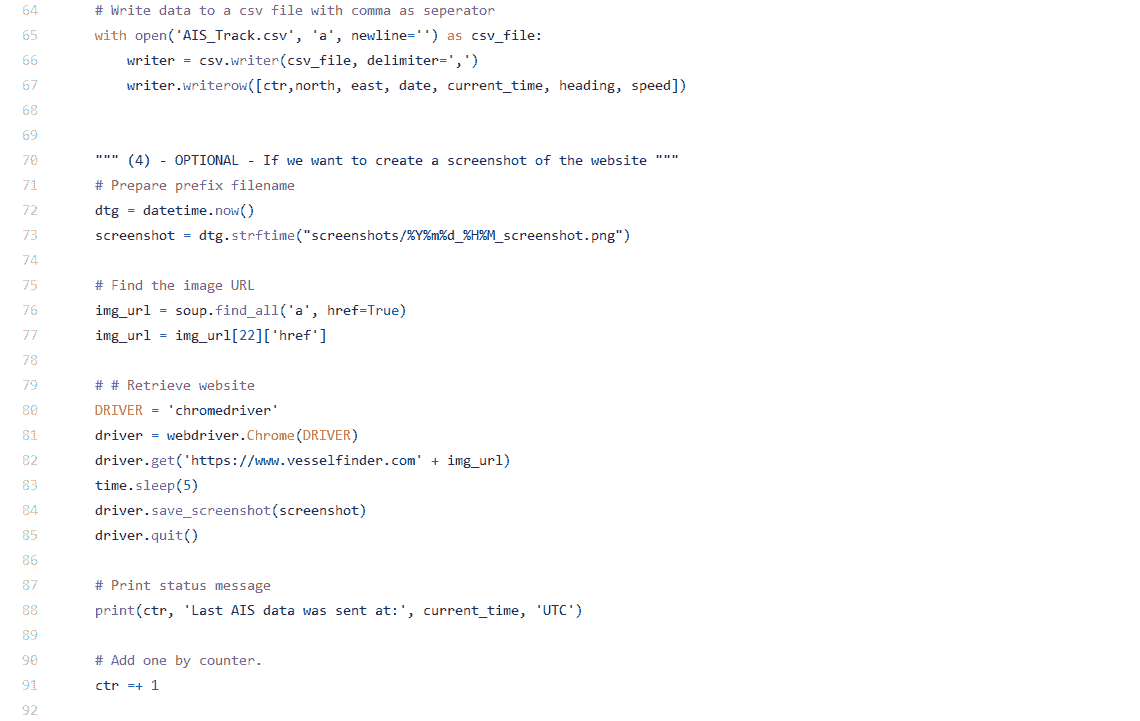 64 # Write data to a csv file with comma as seperator
65 with open('AIS_Track.csv', 'a', newline='') as csv_file:
66 writer = csv.writer(csv_file, delimiter=',')
67 writer.writerow([ctr,north, east, date, current_time, heading, speed])
68
69
70 """ (4) - OPTIONAL - If we want to create a screenshot of the website """
71 # Prepare prefix filename
72 dtg = datetime.now()
73 screenshot = dtg.strftime("screenshots/%Y%m%d_%H%M_screenshot.png")
74
75 # Find the image URL
76 img_url = soup.find_all('a', href=True)
77 img_url = img_url[22]['href']
78
79 # # Retrieve website
80 DRIVER = 'chromedriver'
81 driver = webdriver.Chrome(DRIVER)
82 driver.get('https://www.vesselfinder.com' + img_url)
83 time.sleep(5)
84 driver.save_screenshot(screenshot)
85 driver.quit()
86
87 # Print status message
88 print(ctr, 'Last AIS data was sent at:', current_time, 'UTC')
89
90 # Add one by counter.
91 ctr =+ 1
92